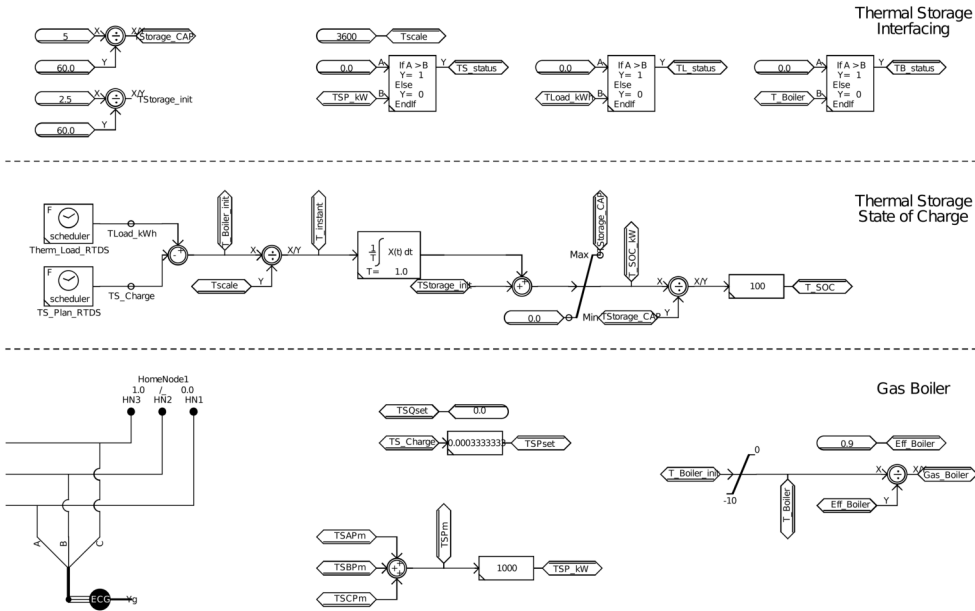 Thermal Storage
Interfacing
5
X
X/Y
TStorage_CAP
60.0
Y
2.5
X
X/Y
TStorage_init
60.0
Y
3600
Tscale
0.0
A
If A >B
Y= 1
Else
Y= 0
EndIf
Y
TS_status
TSP_kW
B
0.0
A
If A >B
Y= 1
Else
Y= 0
EndIf
Y
TL_status
TLoad_kWh
B
0.0
A
If A >B
Y= 1
Else
Y= 0
EndIf
Y
TB_status
T_Boiler
B
Thermal Storage
State of Charge
F
scheduler
Therm_Load_RTDS
TLoad_kWh
F
scheduler
TS_Plan_RTDS
TS_Charge
- +
T_Boiler_init
X
X/Y
Tscale
Y
T_instant
1
T
X(t) dt
T= 1.0
TStorage_init
+ +
Max
TStorage_CAP
0.0
Min
TStorage_CAP
T_SOC_kW
X
X/Y
Y
100
T_SOC
Gas Boiler
HomeNode1
1.0 /_ 0.0
HN3 HN2 HN1
A
B
C
ECG
Yg
TSQset
0.0
TS_Charge
0.0003333333
TSPset
TSAPm
TSBPm
TSCPm
+
+
+
TSPm
1000
TSP_kW
T_Boiler_init
0
-10
T_Boiler
0.9
Eff_Boiler
X
X/Y
Gas_Boiler
Eff_Boiler
Y